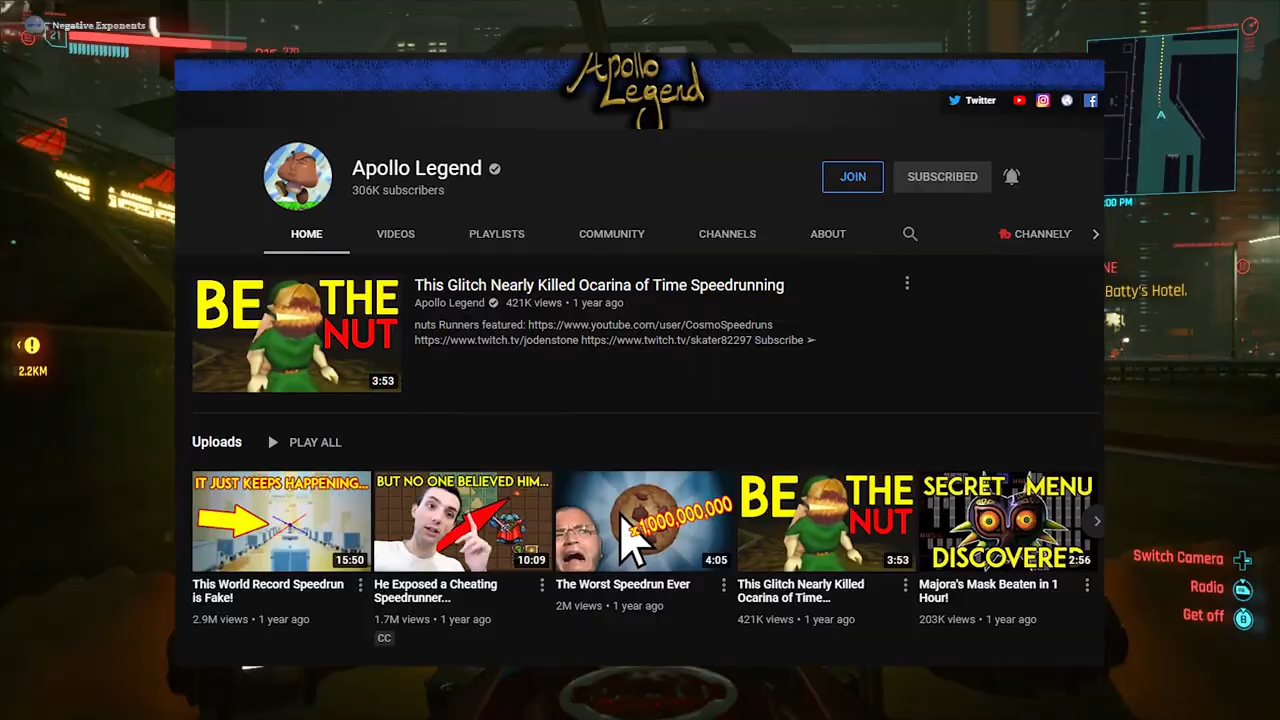 Negative Exponents
21
Apollo
Legend
Twitter
Apollo Legend
306K subscribers
JOIN
SUBSCRIBED
:00 PM
HOME
VIDEOS
PLAYLISTS
COMMUNITY
CHANNELS
ABOUT
CHANNELY
BE THE
NUT
3:53
This Glitch Nearly Killed Ocarina of Time Speedrunning
Apollo Legend 421K views • 1 year ago
nuts Runners featured: https://www.youtube.com/user/CosmoSpeedruns
https://www.twitch.tv/jodenstone https://www.twitch.tv/skater82297 Subscribe ➢
NE
Batty's Hotel.
2.2KM
Uploads
PLAY ALL
IT JUST KEEPS HAPPENING...
15:50
BUT NO ONE BELIEVED HIM...
10:09
x1,000,000,000
4:05
BE THE
NUT
3:53
SECRET MENU
DISCOVERED
2:56
This World Record Speedrun
is Fake!
2.9M views • 1 year ago
He Exposed a Cheating
Speedrunner...
1.7M views • 1 year ago
CC
The Worst Speedrun Ever
2M views • 1 year ago
This Glitch Nearly Killed
Ocarina of Time...
421K views • 1 year ago
Majora's Mask Beaten in 1
Hour!
203K views • 1 year ago
Switch Camera
Radio
Get off
B